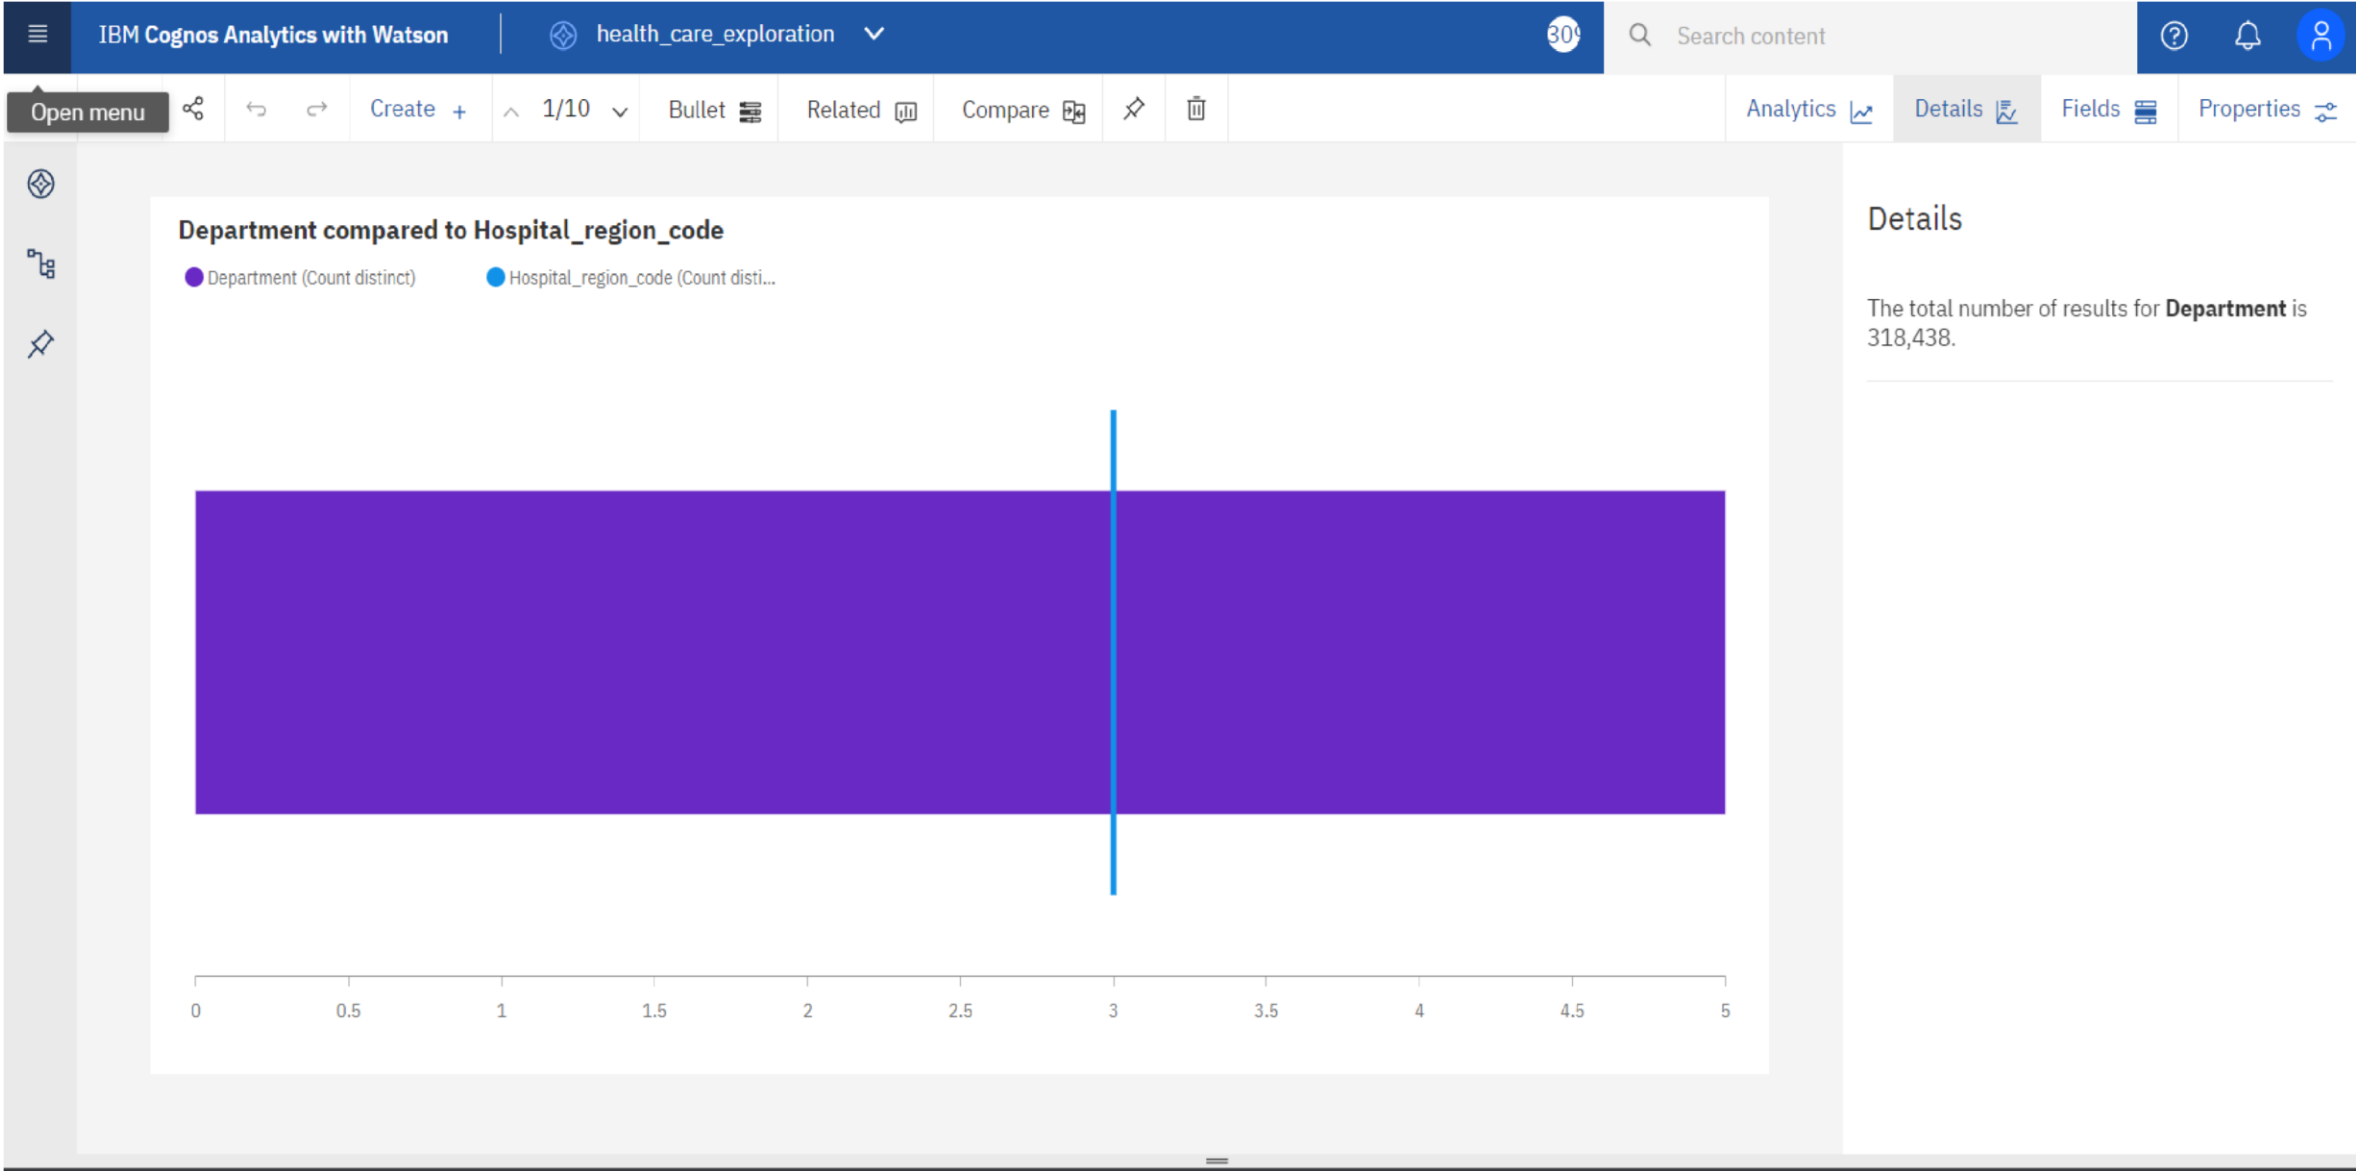 IBM Cognos Analytics with Watson
health_care_exploration
Search content
Open menu
Create +
1/10
Bullet
Related
Compare
Analytics
Details
Fields
Properties
Department compared to Hospital_region_code
Department (Count distinct)
Hospital_region_code (Count disti...
0 0.5 1 1.5 2 2.5 3 3.5 4 4.5 5
Details
The total number of results for Department is
318,438.